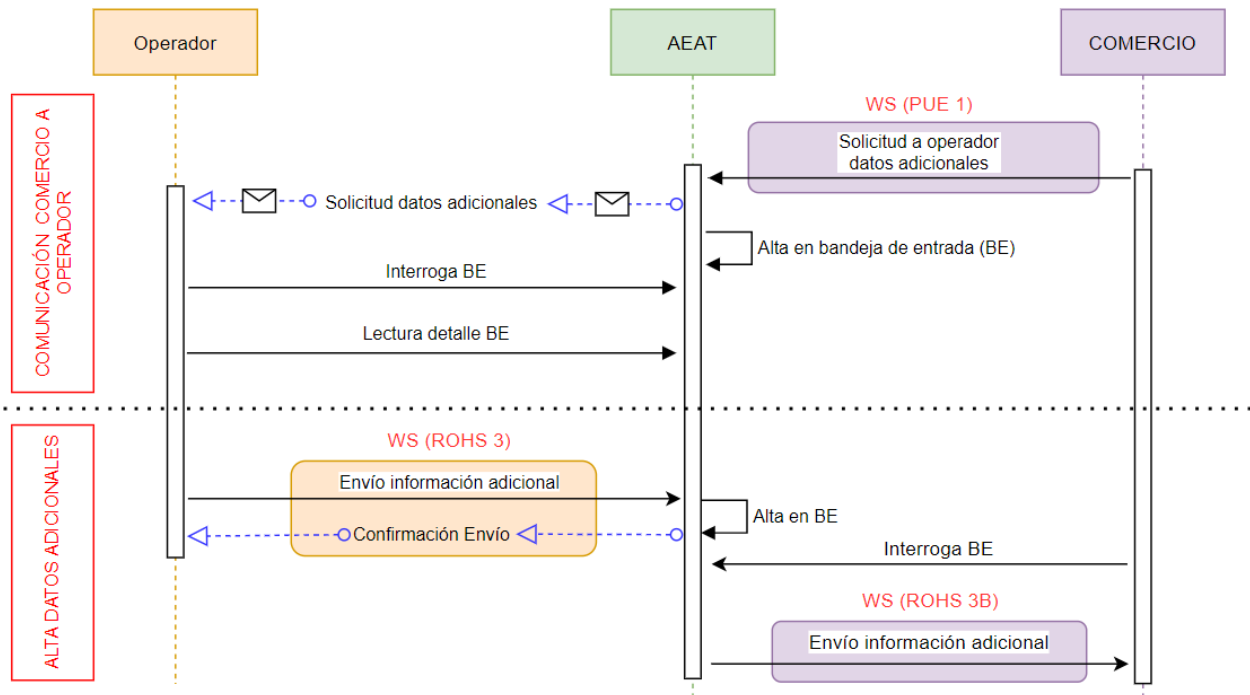 Operador
AEAT
COMERCIO
COMUNICACIÓN COMERCIO A
OPERADOR
WS (PUE 1)
Solicitud a operador
datos adicionales
Solicitud datos adicionales
Alta en bandeja de entrada (BE)
Interroga BE
Lectura detalle BE
ALTA DATOS ADICIONALES
WS (ROHS 3)
Envío información adicional
Alta en BE
Confirmación Envío
Interroga BE
WS (ROHS 3B)
Envío información adicional